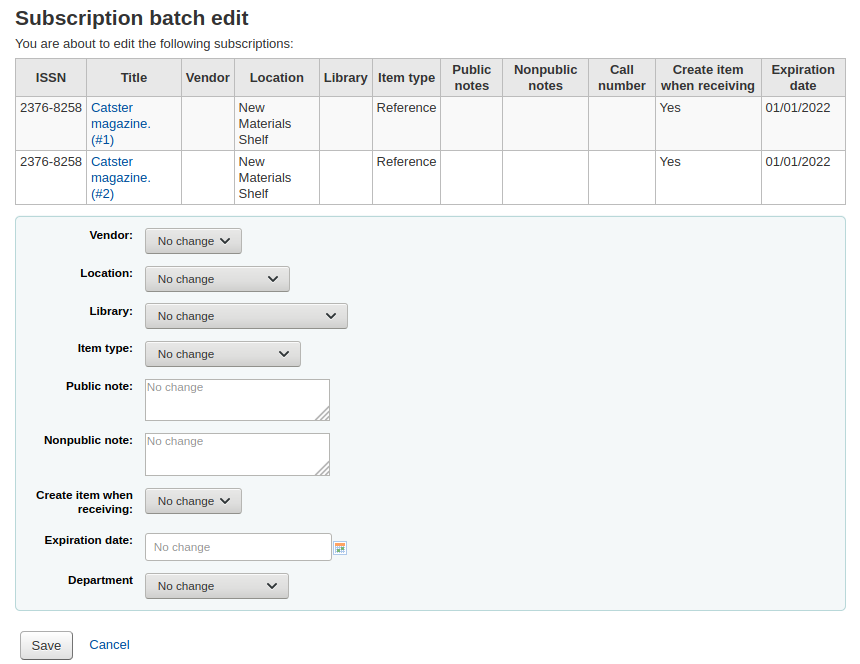 Subscription batch edit
You are about to edit the following subscriptions:
ISSN Title Vendor Location Library Item type Public notes Nonpublic notes Call number Create item when receiving Expiration date
2376-8258 Catster magazine. (#1) New Materials Shelf Reference Yes 01/01/2022
2376-8258 Catster magazine. (#2) New Materials Shelf Reference Yes 01/01/2022
Vendor: No change
Location: No change
Library: No change
Item type: No change
Public note: No change
Nonpublic note: No change
Create item when receiving: No change
Expiration date: No change
Department No change
Save Cancel